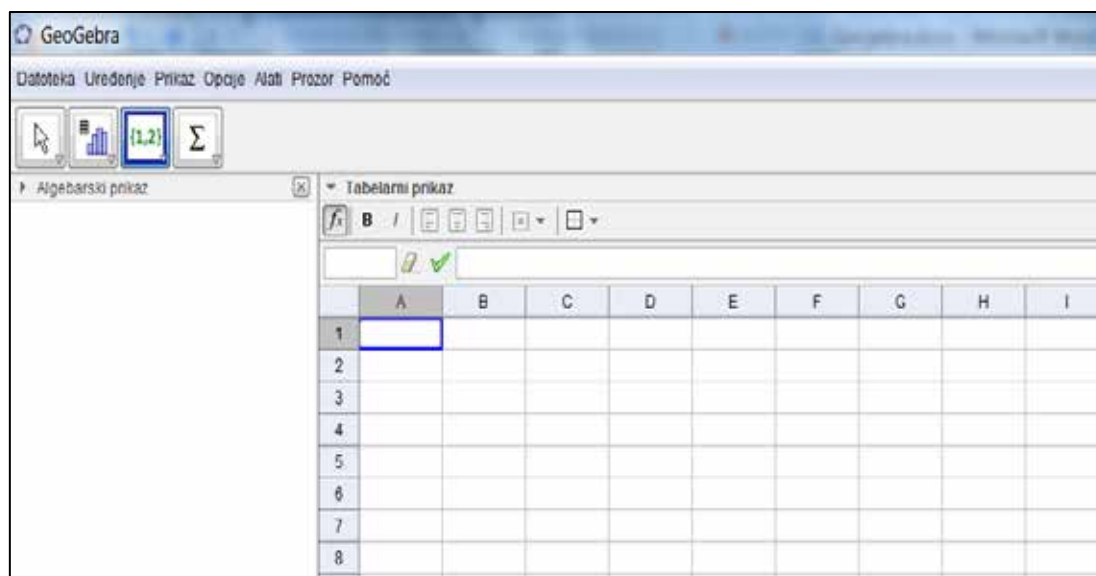 GeoGebra
Datoteka Uređenje Prikaz Opcije Alati Prozor Pomoć
{1,2} Σ
Algebarski prikaz
Tabelarni prikaz
fx B I
A B C D E F G H I
1
2
3
4
5
6
7
8